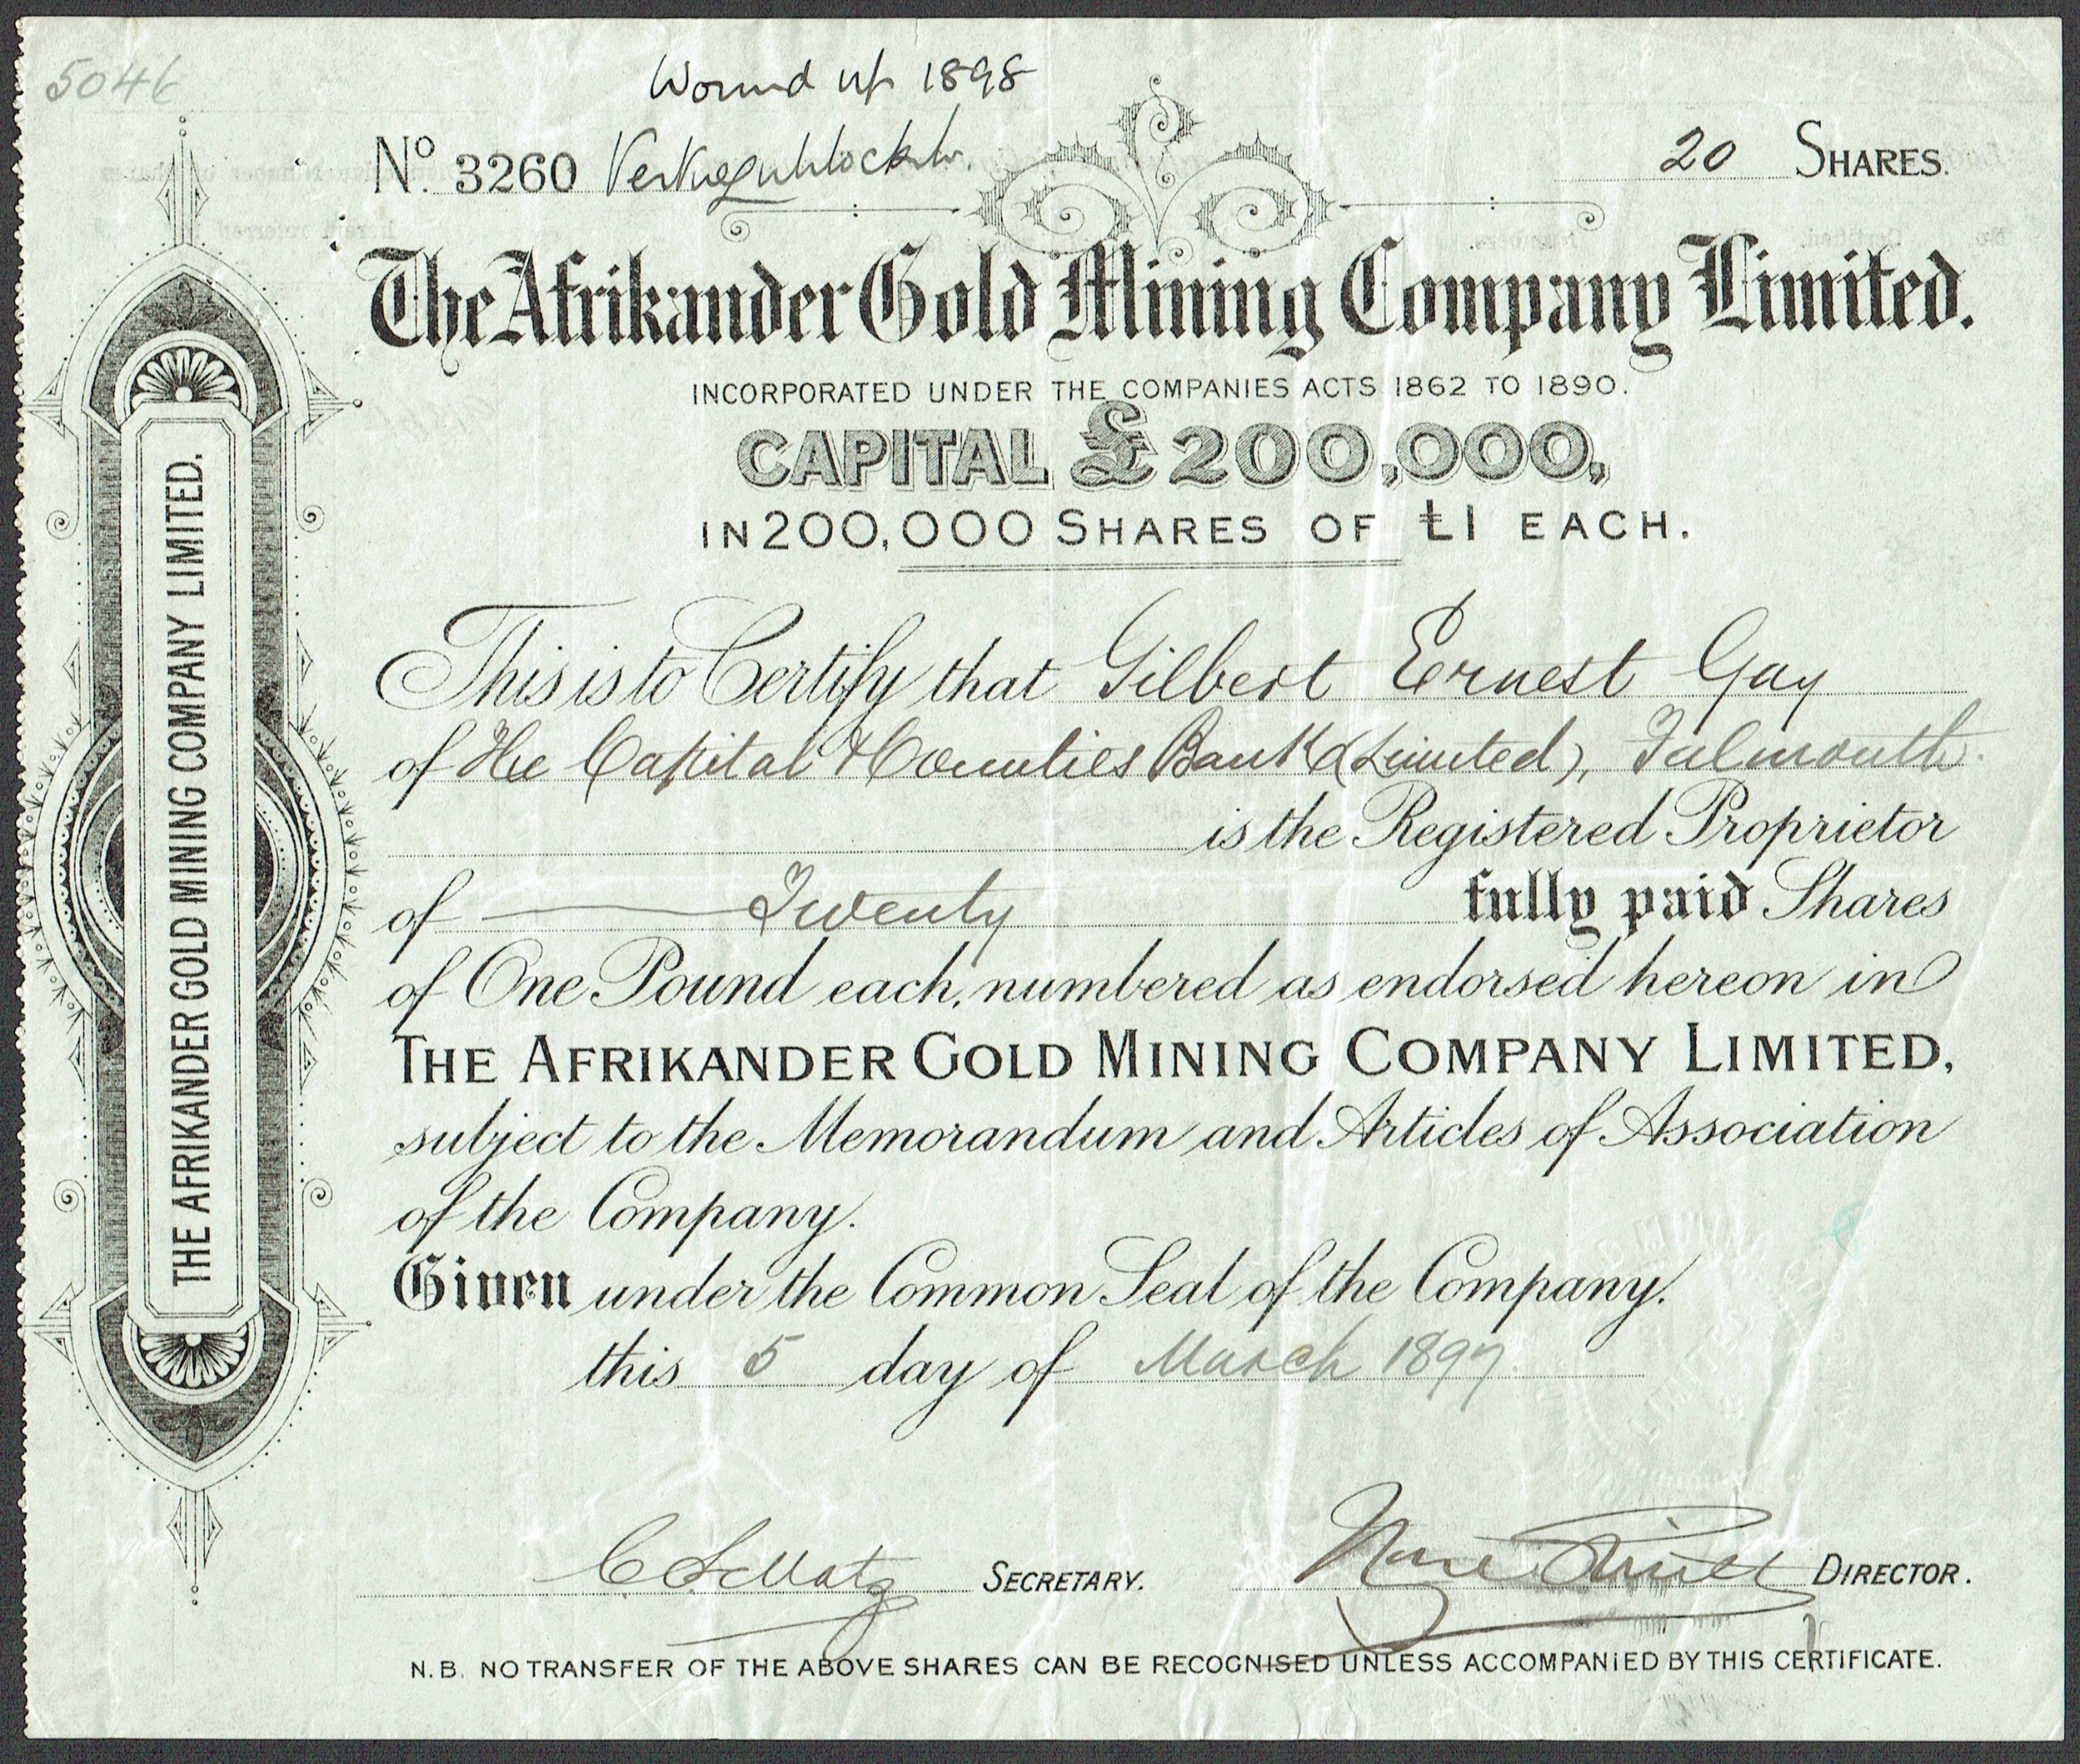 5046
Wound up 1898
No. 3260
20 SHARES.
The Afrikander Gold Mining Company Limited.
INCORPORATED UNDER THE COMPANIES ACTS 1862 TO 1890.
CAPITAL £200,000,
IN 200,000 SHARES OF £1 EACH.
This is to Certify that Gilbert Ernest Gay
of The Capital & Counties Bank (Limited), Falmouth.
is the Registered Proprietor
of Twenty fully paid Shares
of One Pound each, numbered as endorsed hereon in
THE AFRIKANDER GOLD MINING COMPANY LIMITED,
subject to the Memorandum and Articles of Association
of the Company.
Given under the Common Seal of the Company.
this 5 day of March 1897.
SECRETARY. DIRECTOR.
N.B. NO TRANSFER OF THE ABOVE SHARES CAN BE RECOGNISED UNLESS ACCOMPANIED BY THIS CERTIFICATE.
THE AFRIKANDER GOLD MINING COMPANY LIMITED.